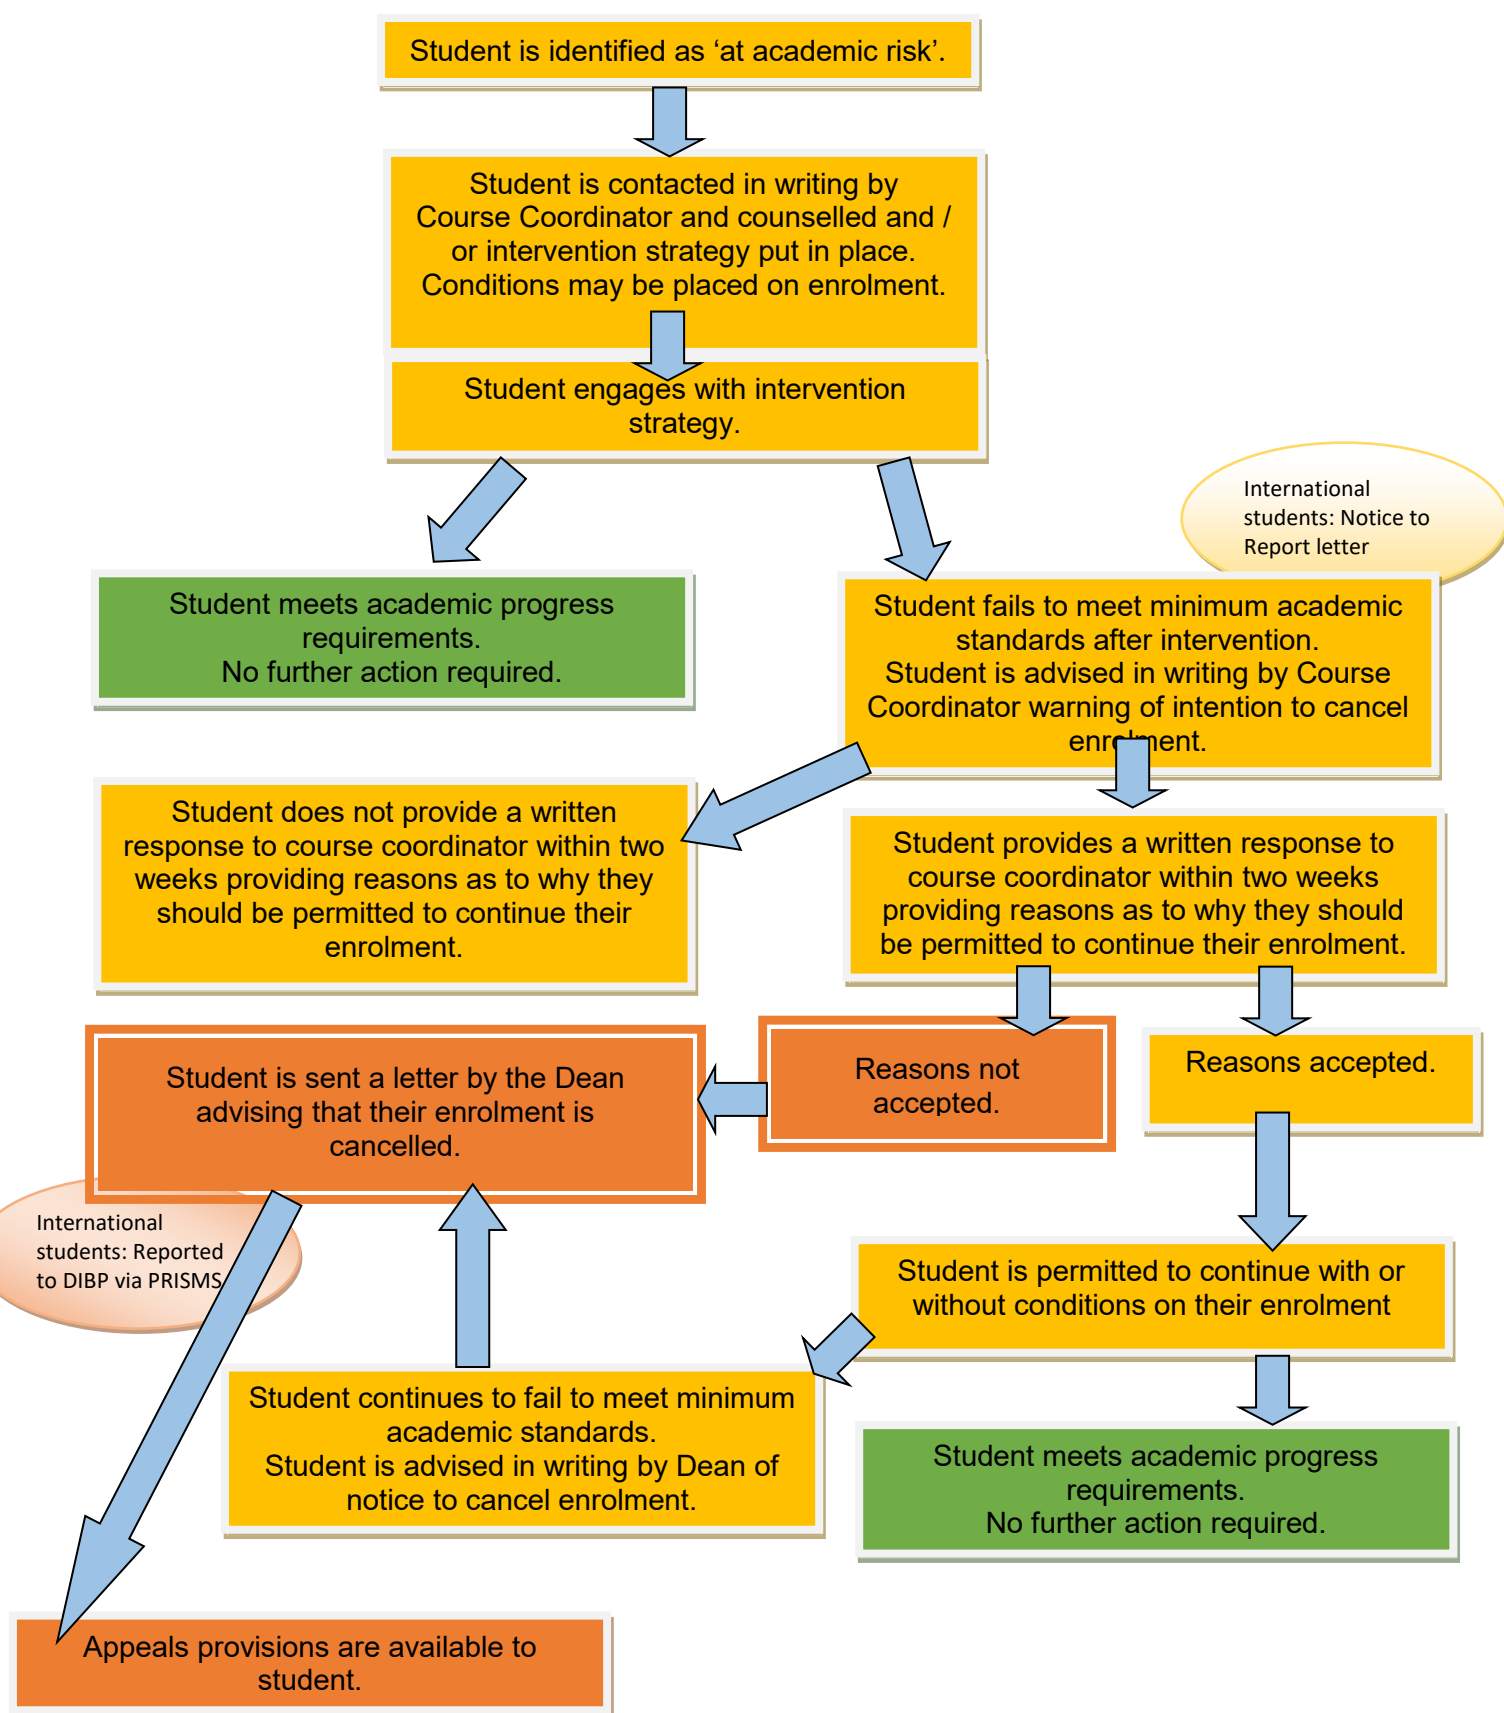 Student is identified as ‘at academic risk’.
Student is contacted in writing by
Course Coordinator and counselled and /
or intervention strategy put in place.
Conditions may be placed on enrolment.
Student engages with intervention
strategy.
International
students: Notice to
Report letter
Student meets academic progress
requirements.
No further action required.
Student fails to meet minimum academic
standards after intervention.
Student is advised in writing by Course
Coordinator warning of intention to cancel
enrolment.
Student does not provide a written
response to course coordinator within two
weeks providing reasons as to why they
should be permitted to continue their
enrolment.
Student provides a written response to
course coordinator within two weeks
providing reasons as to why they should
be permitted to continue their enrolment.
Student is sent a letter by the Dean
advising that their enrolment is
cancelled.
Reasons not
accepted.
Reasons accepted.
International
students: Reported
to DIBP via PRISMS
Student is permitted to continue with or
without conditions on their enrolment
Student continues to fail to meet minimum
academic standards.
Student is advised in writing by Dean of
notice to cancel enrolment.
Student meets academic progress
requirements.
No further action required.
Appeals provisions are available to
student.